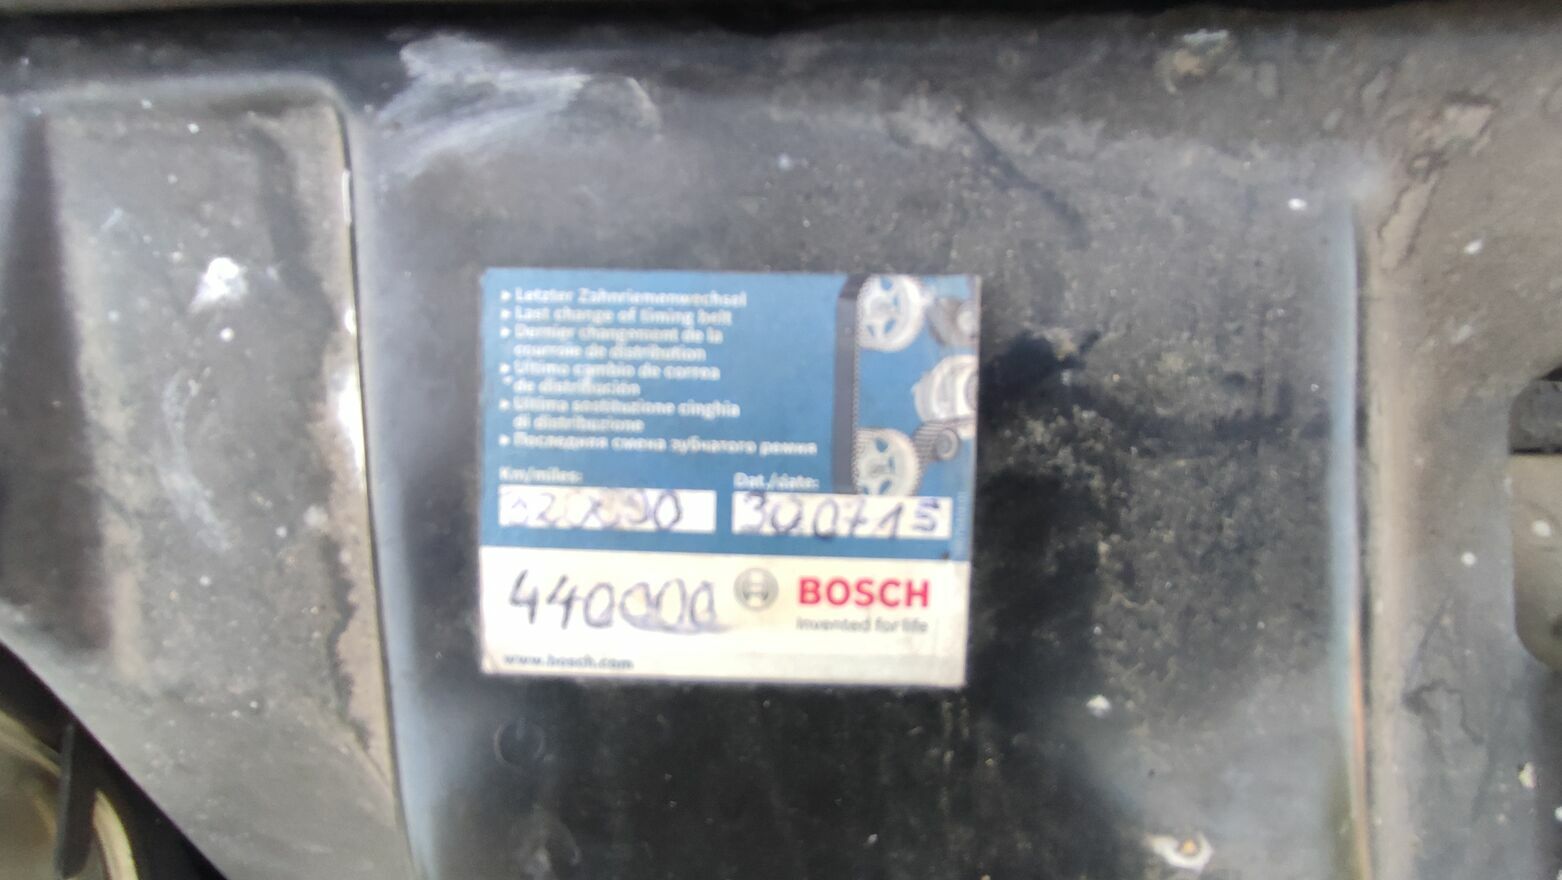 ▸ Letzter Zahnriemenwechsel
▸ Last change of timing belt
▸ Dernier changement de la
courroie de distribution
▸ Último cambio de correa
de distribución
▸ Ultima sostituzione cinghia
di distribuzione
▸ Последняя смена зубчатого ремня
Km/miles:
Dat./date:
300715
440000
BOSCH
Invented for life
www.bosch.com